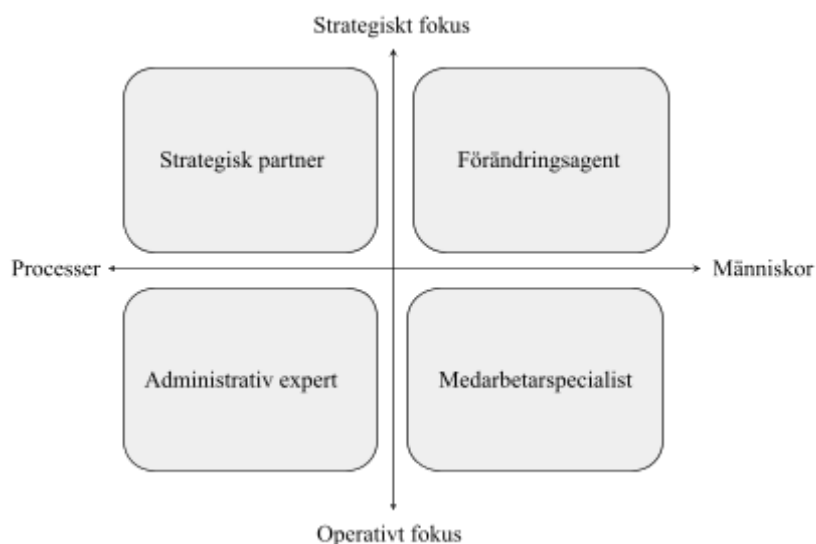 Strategiskt fokus
Strategisk partner
Förändringsagent
Processer
Människor
Administrativ expert
Medarbetarspecialist
Operativt fokus